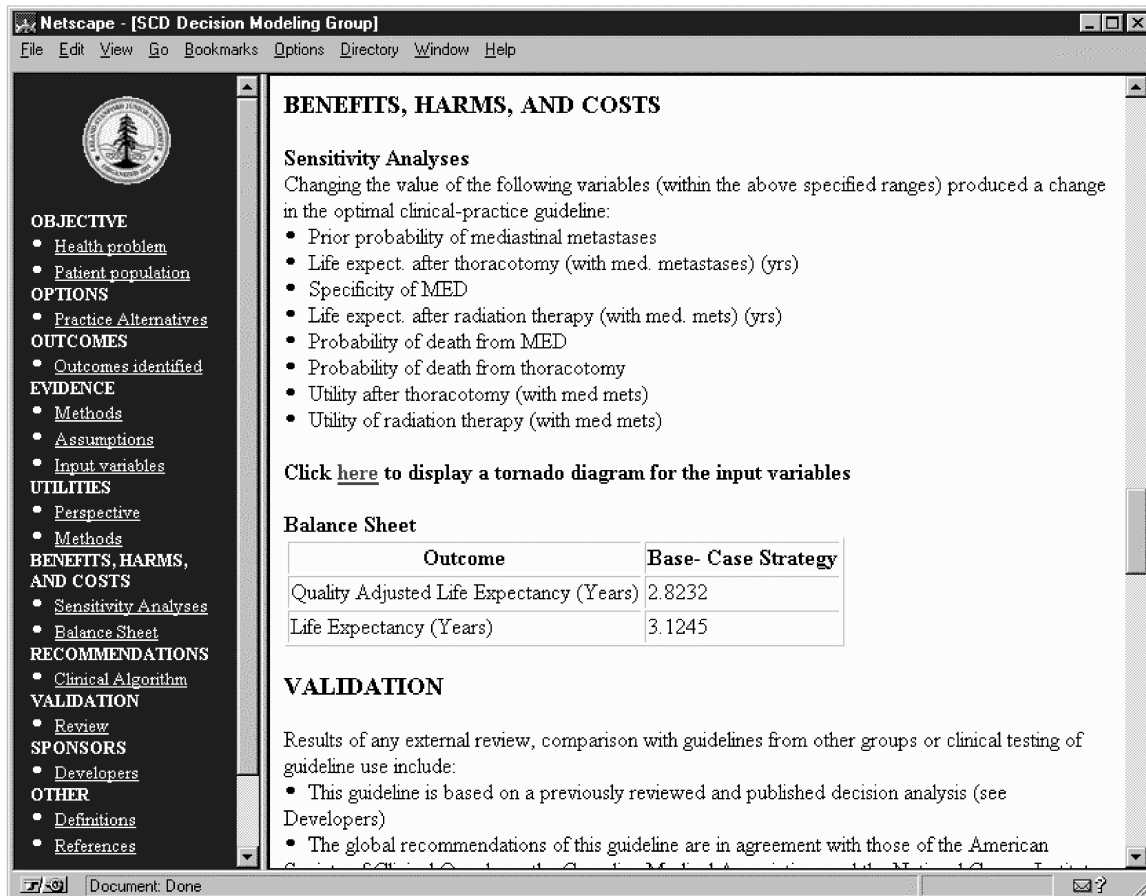 Netscape - [SCD Decision Modeling Group]
File Edit View Go Bookmarks Options Directory Window Help
OBJECTIVE
• Health problem
• Patient population
OPTIONS
• Practice Alternatives
OUTCOMES
• Outcomes identified
EVIDENCE
• Methods
• Assumptions
• Input variables
UTILITIES
• Perspective
• Methods
BENEFITS, HARMS,
AND COSTS
• Sensitivity Analyses
• Balance Sheet
RECOMMENDATIONS
• Clinical Algorithm
VALIDATION
• Review
SPONSORS
• Developers
OTHER
• Definitions
• References
BENEFITS, HARMS, AND COSTS
Sensitivity Analyses
Changing the value of the following variables (within the above specified ranges) produced a change
in the optimal clinical-practice guideline:
• Prior probability of mediastinal metastases
• Life expect. after thoracotomy (with med. metastases) (yrs)
• Specificity of MED
• Life expect. after radiation therapy (with med. mets) (yrs)
• Probability of death from MED
• Probability of death from thoracotomy
• Utility after thoracotomy (with med mets)
• Utility of radiation therapy (with med mets)
Click here to display a tornado diagram for the input variables
Balance Sheet
Outcome Base- Case Strategy
Quality Adjusted Life Expectancy (Years) 2.8232
Life Expectancy (Years) 3.1245
VALIDATION
Results of any external review, comparison with guidelines from other groups or clinical testing of
guideline use include:
• This guideline is based on a previously reviewed and published decision analysis (see
Developers)
• The global recommendations of this guideline are in agreement with those of the American
Document: Done